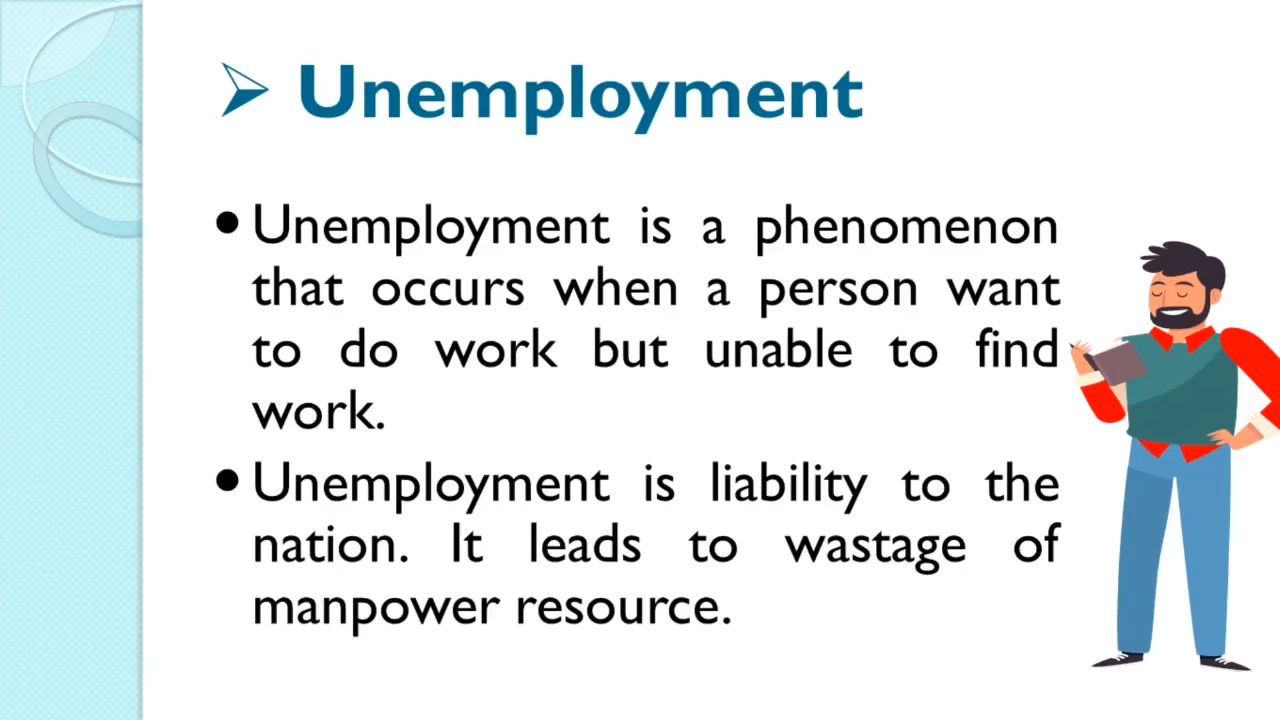 Unemployment
• Unemployment is a phenomenon
that occurs when a person want
to do work but unable to find
work.
• Unemployment is liability to the
nation. It leads to wastage of
manpower resource.